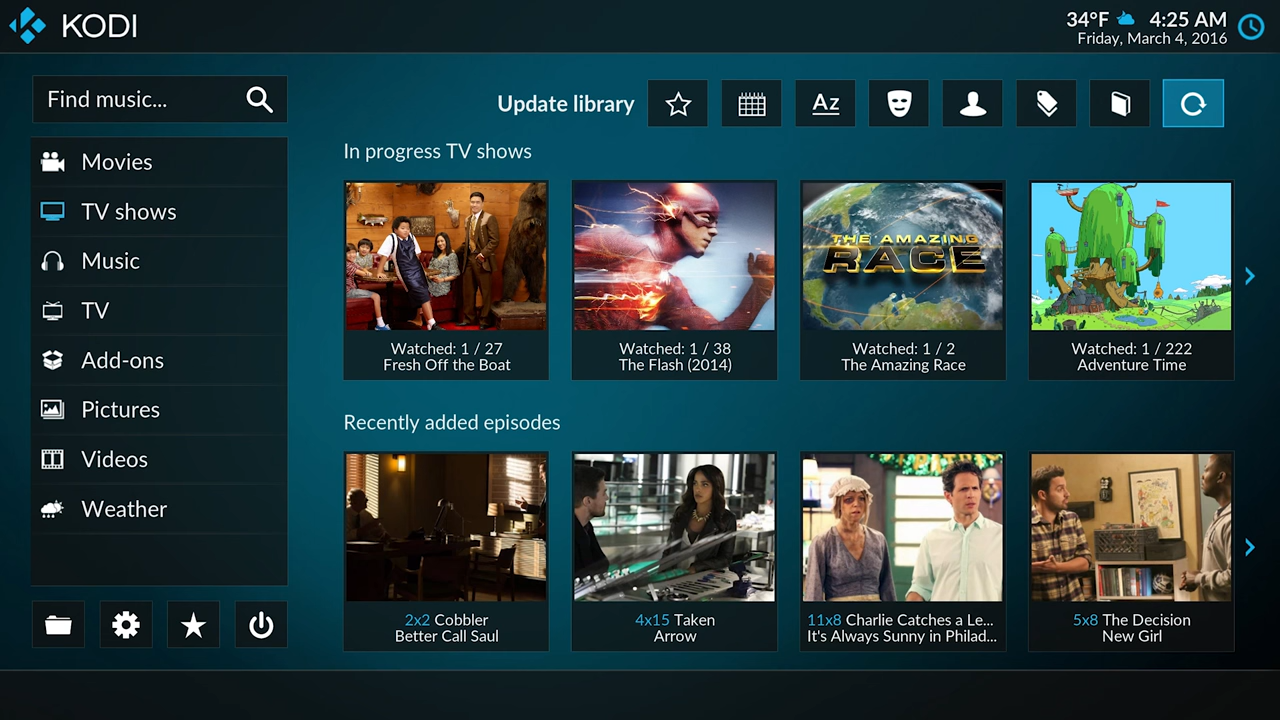 KODI
34°F 4:25 AM
Friday, March 4, 2016
Find music...
Update library
Az
Movies
TV shows
Music
TV
Add-ons
Pictures
Videos
Weather
In progress TV shows
THE AMAZING
RACE
Watched: 1 / 27
Fresh Off the Boat
Watched: 1 / 38
The Flash (2014)
Watched: 1 / 2
The Amazing Race
Watched: 1 / 222
Adventure Time
Recently added episodes
2x2 Cobbler
Better Call Saul
4x15 Taken
Arrow
11x8 Charlie Catches a Le...
It's Always Sunny in Philad...
5x8 The Decision
New Girl